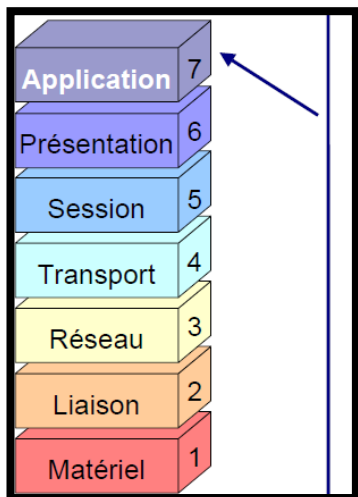 Application 7
Présentation 6
Session 5
Transport 4
Réseau 3
Liaison 2
Matériel 1